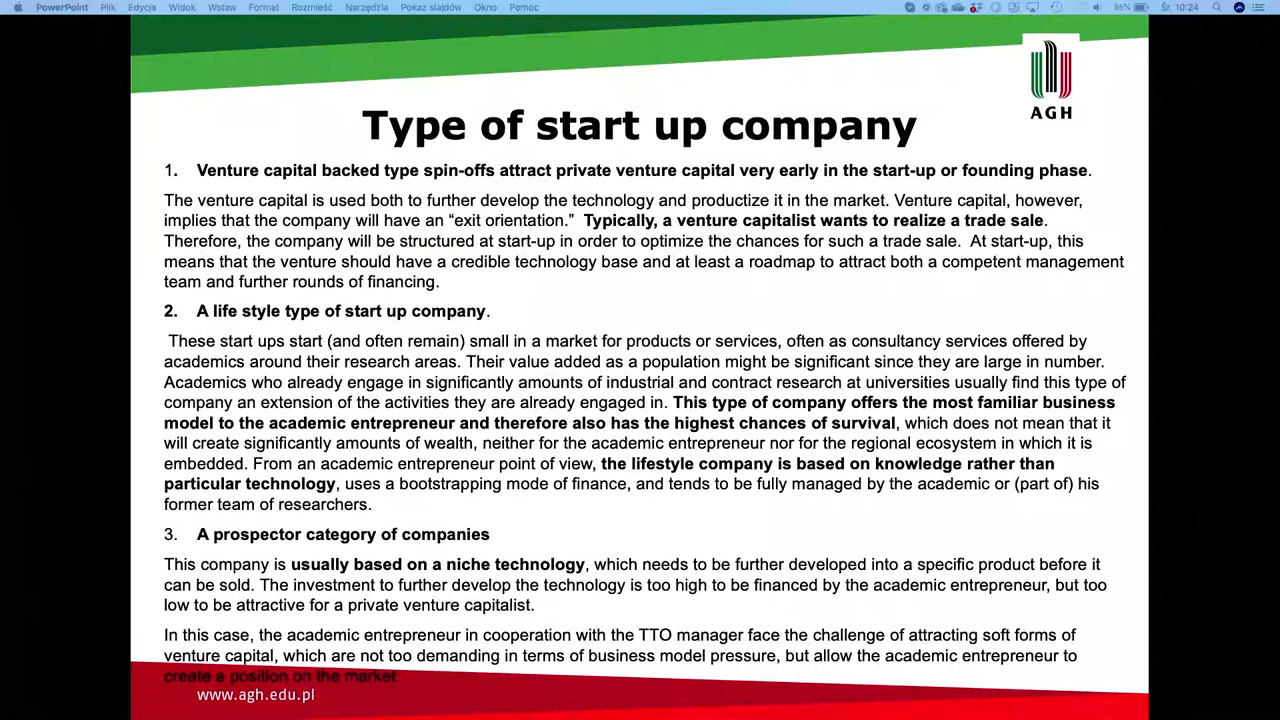 PowerPoint Plik Edycja Widok Wstaw Format Rozmieść Narzędzia Pokaz slajdów Okno Pomoc 85% Śr. 10:24
AGH
Type of start up company
1. Venture capital backed type spin-offs attract private venture capital very early in the start-up or founding phase.
The venture capital is used both to further develop the technology and productize it in the market. Venture capital, however,
implies that the company will have an “exit orientation.” Typically, a venture capitalist wants to realize a trade sale.
Therefore, the company will be structured at start-up in order to optimize the chances for such a trade sale. At start-up, this
means that the venture should have a credible technology base and at least a roadmap to attract both a competent management
team and further rounds of financing.
2. A life style type of start up company.
These start ups start (and often remain) small in a market for products or services, often as consultancy services offered by
academics around their research areas. Their value added as a population might be significant since they are large in number.
Academics who already engage in significantly amounts of industrial and contract research at universities usually find this type of
company an extension of the activities they are already engaged in. This type of company offers the most familiar business
model to the academic entrepreneur and therefore also has the highest chances of survival, which does not mean that it
will create significantly amounts of wealth, neither for the academic entrepreneur nor for the regional ecosystem in which it is
embedded. From an academic entrepreneur point of view, the lifestyle company is based on knowledge rather than
particular technology, uses a bootstrapping mode of finance, and tends to be fully managed by the academic or (part of) his
former team of researchers.
3. A prospector category of companies
This company is usually based on a niche technology, which needs to be further developed into a specific product before it
can be sold. The investment to further develop the technology is too high to be financed by the academic entrepreneur, but too
low to be attractive for a private venture capitalist.
In this case, the academic entrepreneur in cooperation with the TTO manager face the challenge of attracting soft forms of
venture capital, which are not too demanding in terms of business model pressure, but allow the academic entrepreneur to
create a position on the market.
www.agh.edu.pl